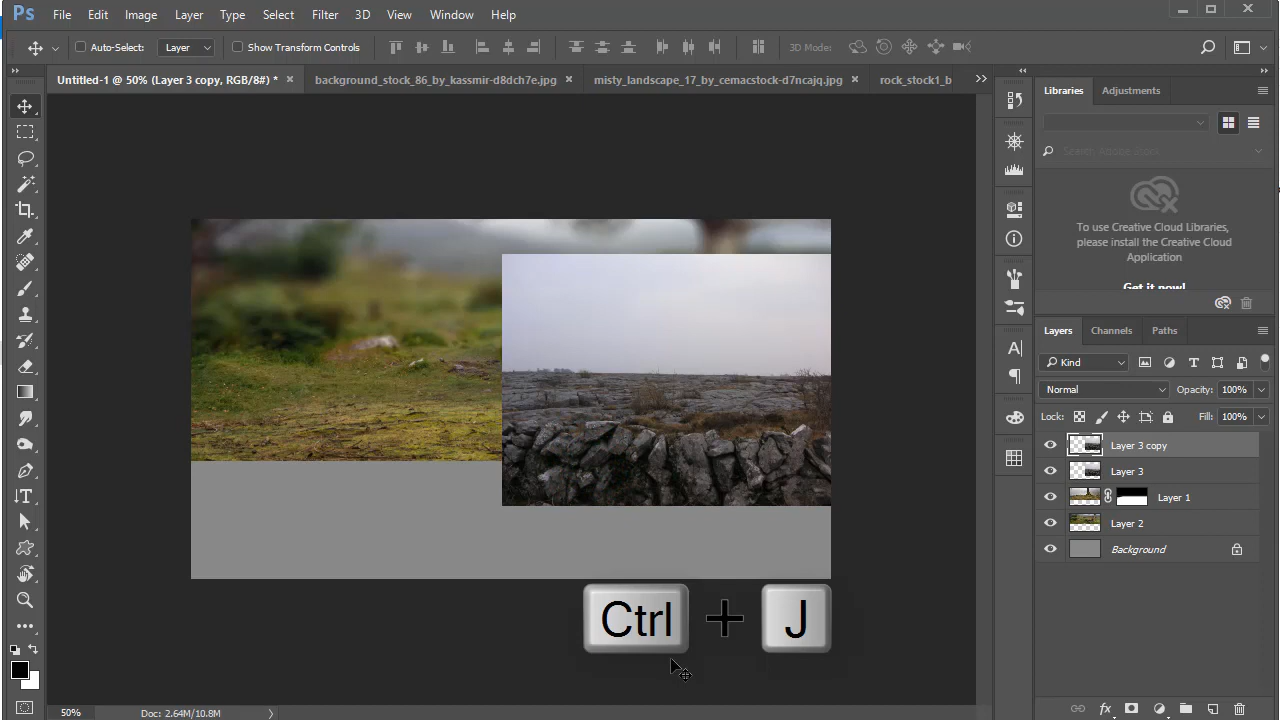 Ps File Edit Image Layer Type Select Filter 3D View Window Help
Auto-Select: Layer Show Transform Controls 3D Mode:
Untitled-1 @ 50% (Layer 3 copy, RGB/8#) * × background_stock_86_by_kassmir-d8dch7e.jpg × misty_landscape_17_by_cemacstock-d7ncajq.jpg × rock_stock1_b
Libraries Adjustments
Search Adobe Stock
To use Creative Cloud Libraries,
please install the Creative Cloud
Application
Get it now!
Layers Channels Paths
Kind
Normal Opacity: 100%
Lock: Fill: 100%
Layer 3 copy
Layer 3
Layer 1
Layer 2
Background
Ctrl + J
50% Doc: 2.64M/10.8M